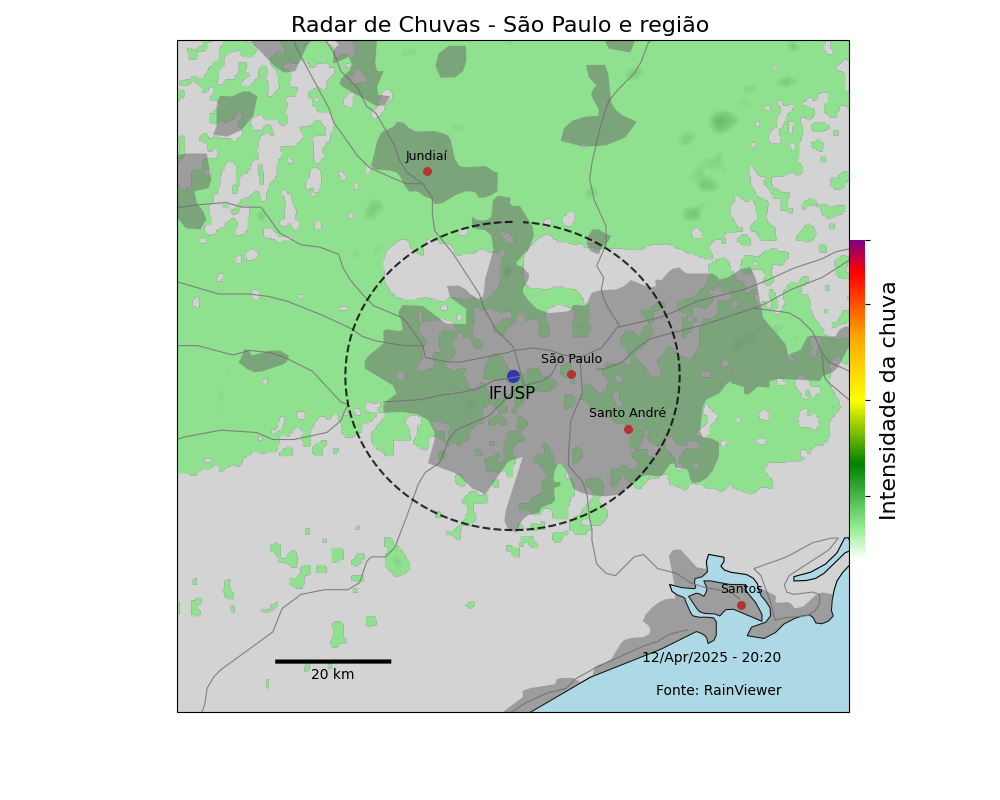 Radar de Chuvas - São Paulo e região
Jundiaí
São Paulo
IFUSP
Santo André
Intensidade da chuva
Santos
12/Apr/2025 - 20:20
20 km
Fonte: RainViewer